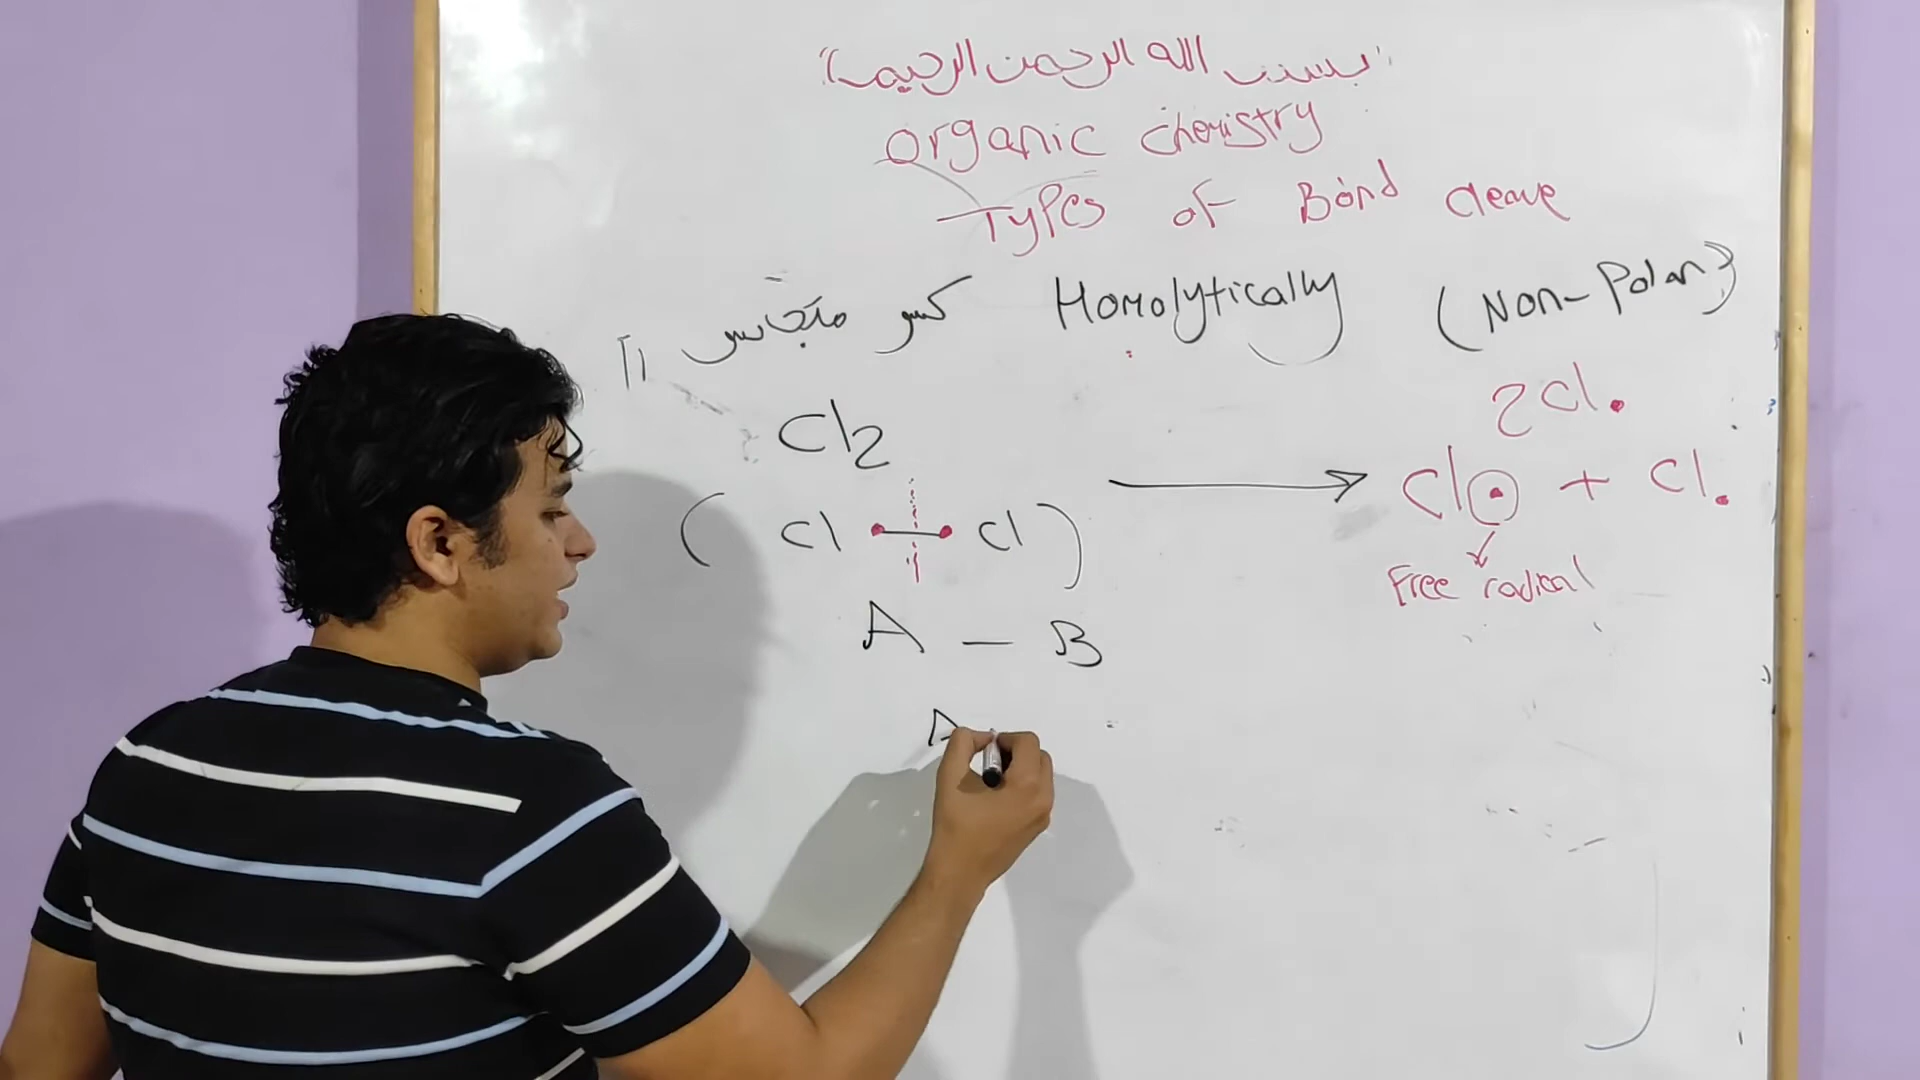 "بسم الله الرحمن الرحيم"
organic chemistry
Types of Bond cleave
1] كسر متجانس Homolytically (Non-Polar)
Cl2
2Cl.
(Cl — Cl) → Cl. + Cl.
Free radical
A — B
A